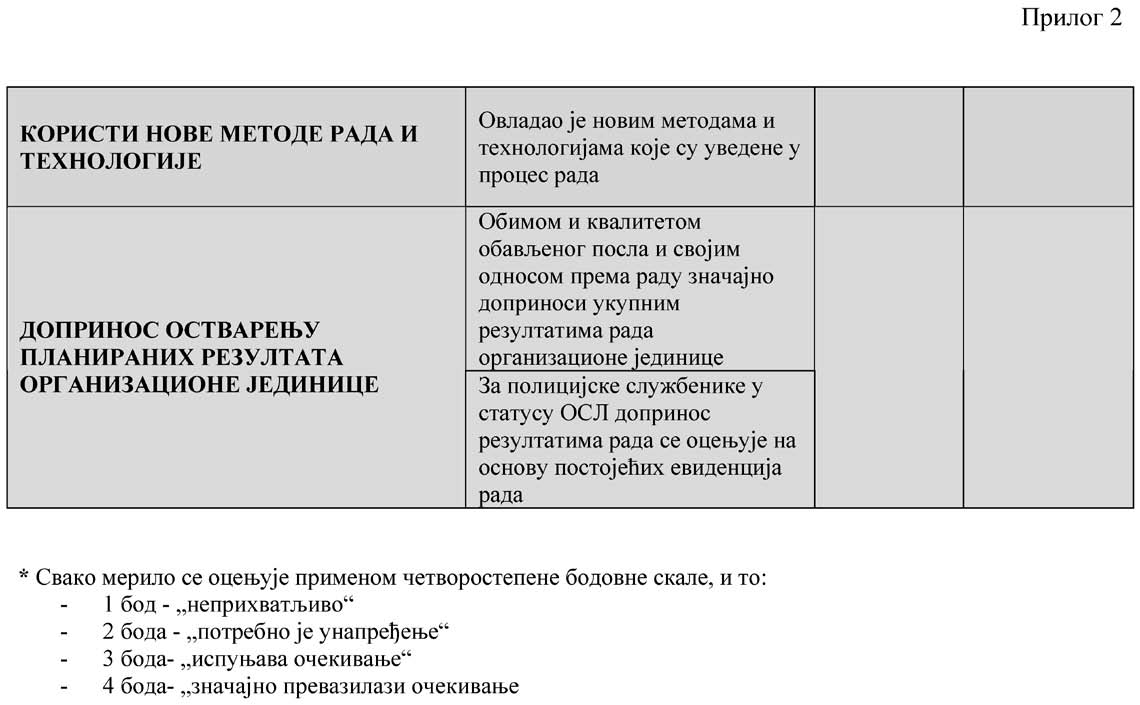 Прилог 2
КОРИСТИ НОВЕ МЕТОДЕ РАДА И
ТЕХНОЛОГИЈЕ
Овладао је новим методама и
технологијама које су уведене у
процес рада
ДОПРИНОС ОСТВАРЕЊУ
ПЛАНИРАНИХ РЕЗУЛТАТА
ОРГАНИЗАЦИОНЕ ЈЕДИНИЦЕ
Обимом и квалитетом
обављеног посла и својим
односом према раду значајно
доприноси укупним
резултатима рада
организационе јединице
За полицијске службенике у
статусу ОСЛ допринос
резултатима рада се оцењује на
основу постојећих евиденција
рада
* Свако мерило се оцењује применом четворостепене бодовне скале, и то:
- 1 бод - „неприхватљиво“
- 2 бода - „потребно је унапређење“
- 3 бода- „испуњава очекивање“
- 4 бода- „значајно превазилази очекивање